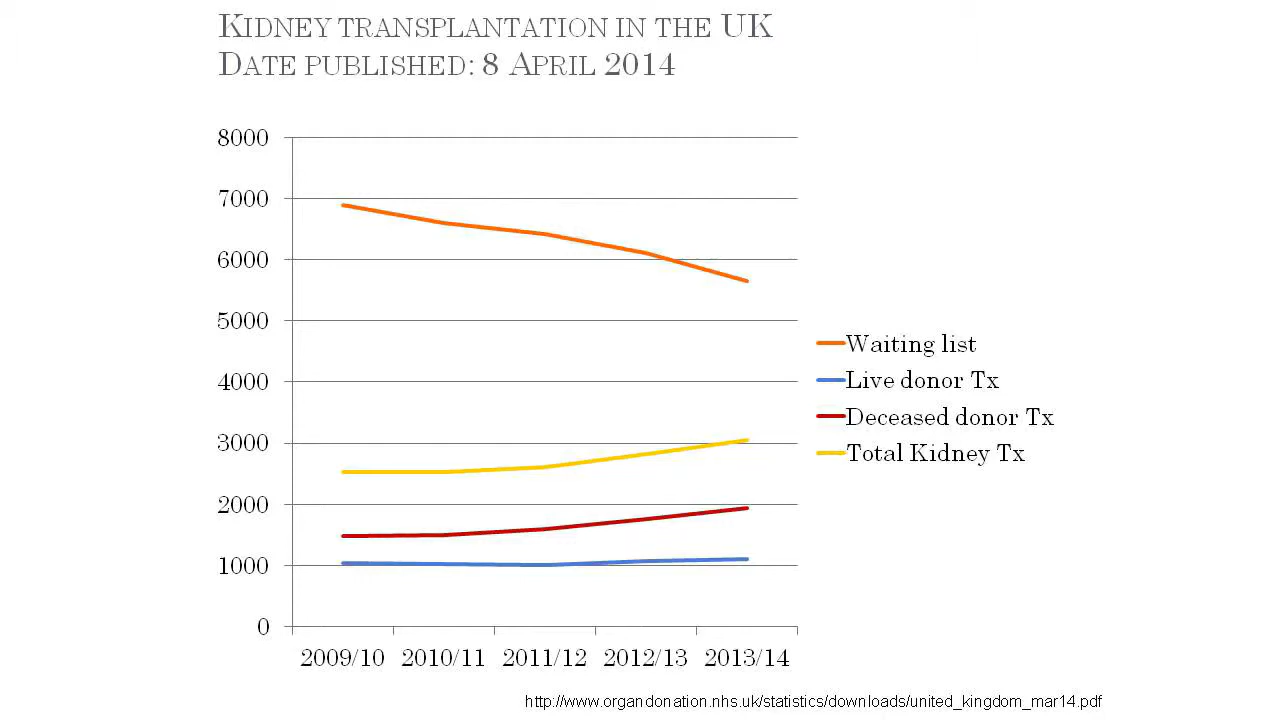 KIDNEY TRANSPLANTATION IN THE UK
DATE PUBLISHED: 8 APRIL 2014
8000
7000
6000
5000
4000
3000
2000
1000
0
2009/10 2010/11 2011/12 2012/13 2013/14
Waiting list
Live donor Tx
Deceased donor Tx
Total Kidney Tx
http://www.organdonation.nhs.uk/statistics/downloads/united_kingdom_mar14.pdf